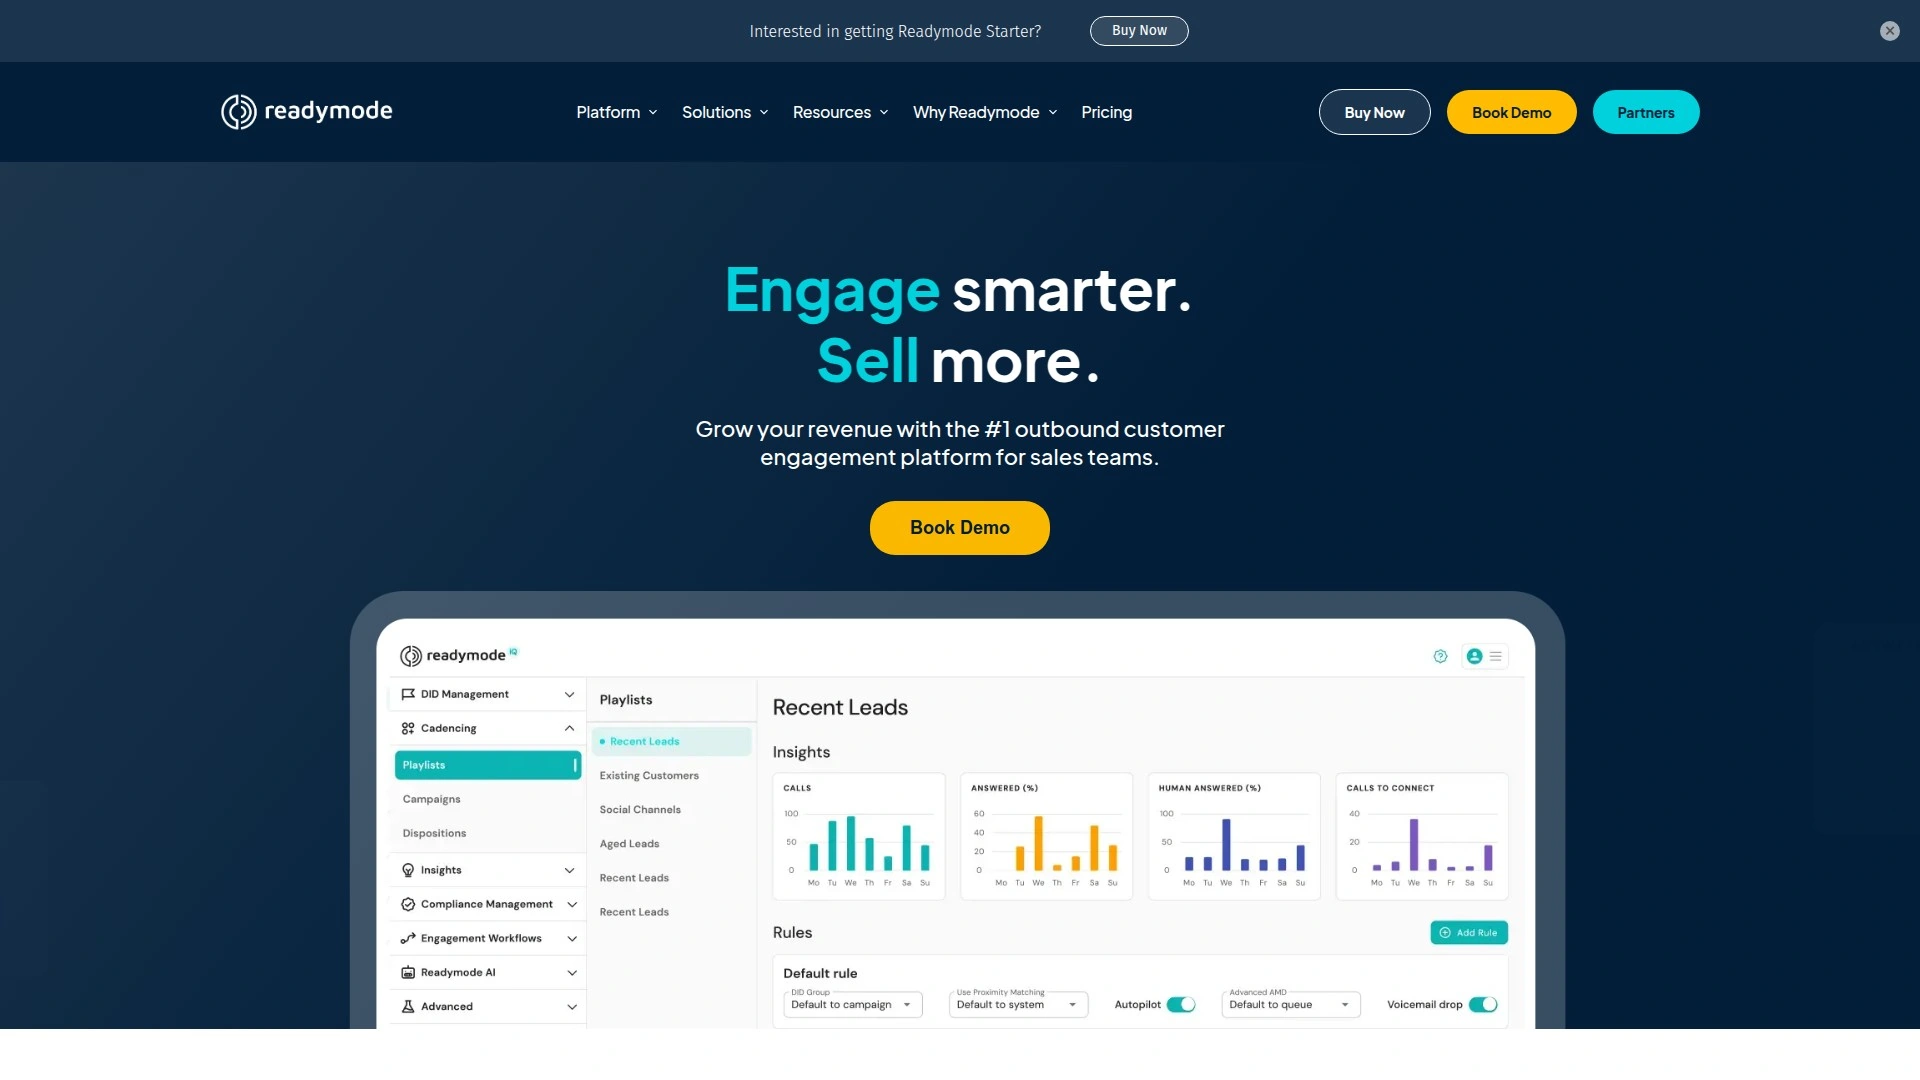 Interested in getting Readymode Starter?
Buy Now
readymode
Platform
Solutions
Resources
Why Readymode
Pricing
Buy Now
Book Demo
Partners
Engage smarter.
Sell more.
Grow your revenue with the #1 outbound customer
engagement platform for sales teams.
Book Demo
readymode IQ
DID Management
Cadencing
Playlists
Campaigns
Dispositions
Insights
Compliance Management
Engagement Workflows
Readymode AI
Advanced
Playlists
Recent Leads
Existing Customers
Social Channels
Aged Leads
Recent Leads
Recent Leads
Recent Leads
Insights
CALLS
100
50
0
Mo Tu We Th Fr Sa Su
ANSWERED (%)
60
40
20
0
Mo Tu We Th Fr Sa Su
HUMAN ANSWERED (%)
100
50
0
Mo Tu We Th Fr Sa Su
CALLS TO CONNECT
40
20
0
Mo Tu We Th Fr Sa Su
Rules
Add Rule
Default rule
DID Group
Default to campaign
Use Proximity Matching
Default to system
Autopilot
Advanced AMD
Default to queue
Voicemail drop